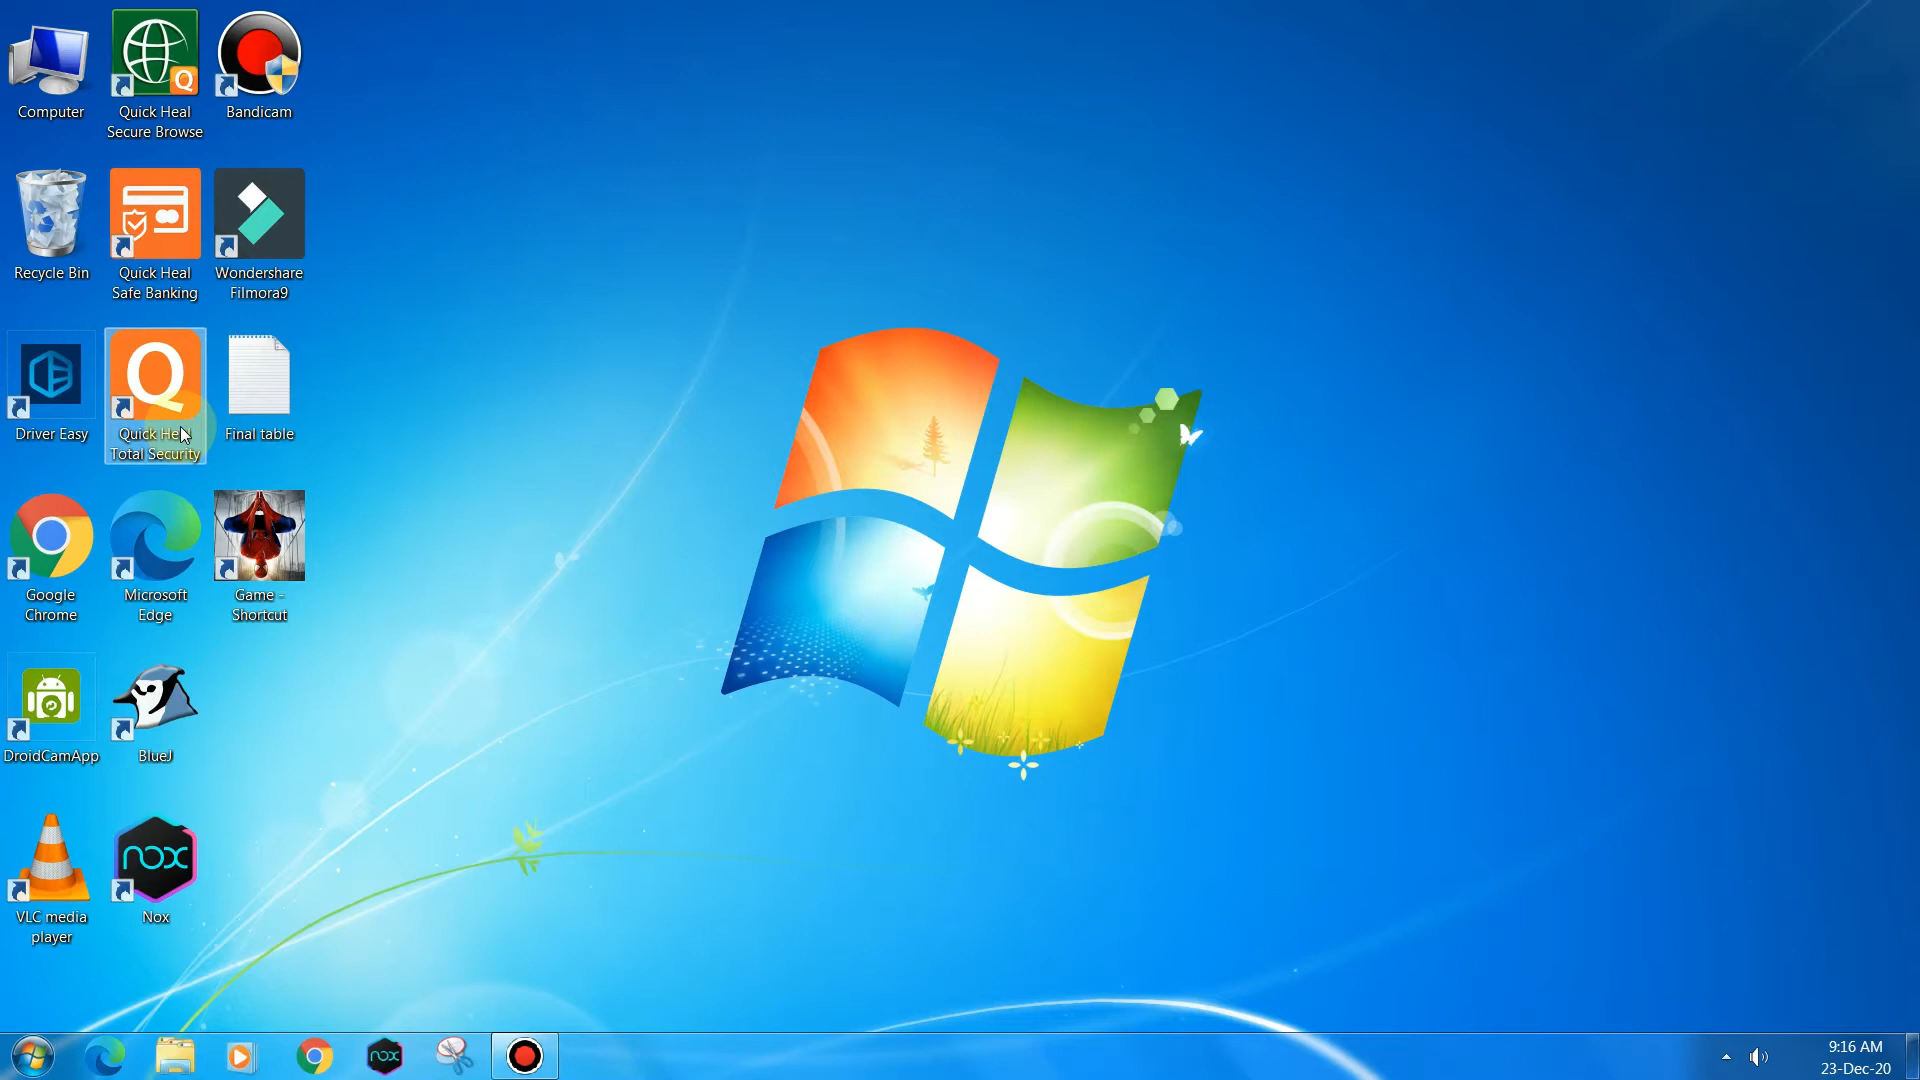 Computer
Quick Heal
Secure Browse
Bandicam
Recycle Bin
Quick Heal
Safe Banking
Wondershare
Filmora9
Driver Easy
Quick Heal
Total Security
Final table
Google
Chrome
Microsoft
Edge
Game -
Shortcut
DroidCamApp
BlueJ
VLC media
player
nox
Nox
nox
9:16 AM
23-Dec-20